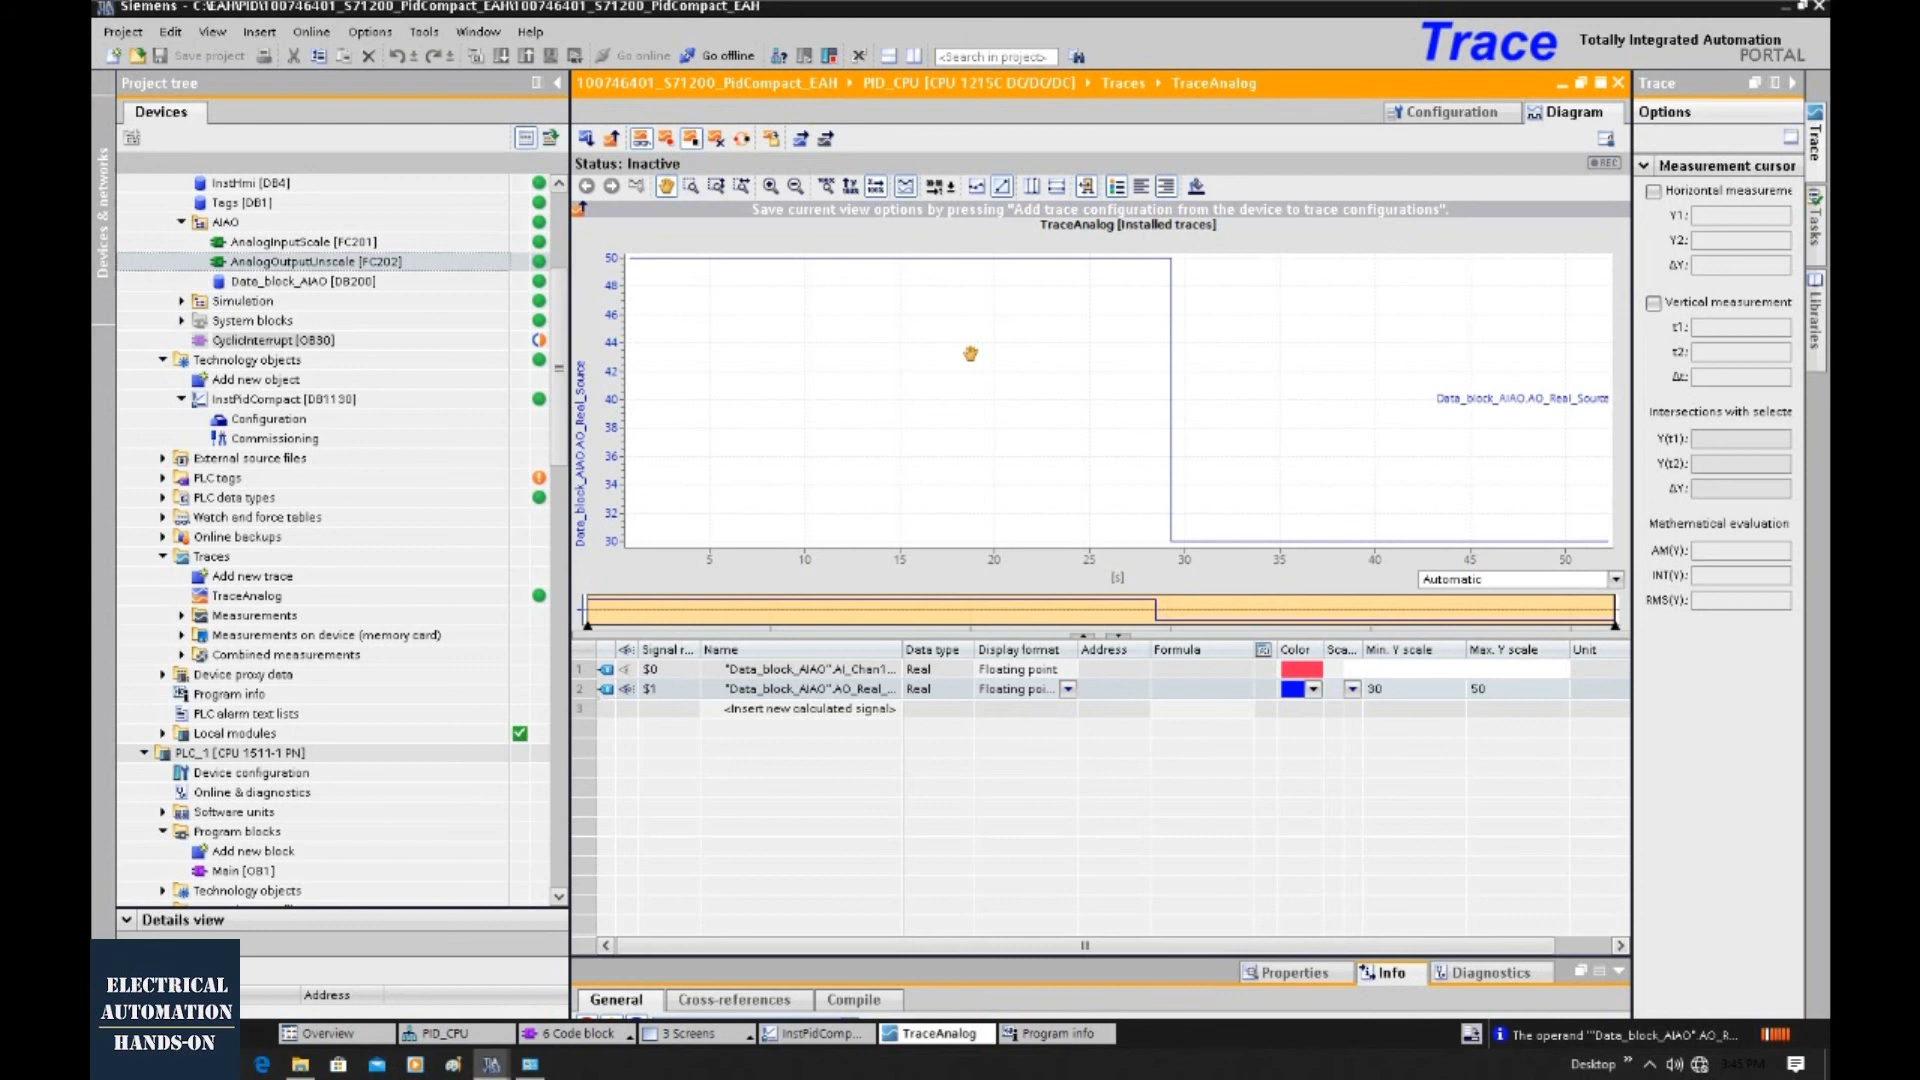 Siemens - C:\EAH\PID\100746401_S71200_PidCompact_EAH\100746401_S71200_PidCompact_EAH
Project Edit View Insert Online Options Tools Window Help
Trace
Totally Integrated Automation
PORTAL
Save project
Go online
Go offline
<Search in project>
Project tree
100746401_S71200_PidCompact_EAH PID_CPU [CPU 1215C DC/DC/DC] Traces TraceAnalog
Trace
Devices
Configuration
Diagram
Options
Devices & networks
Trace
Tasks
Libraries
Status: Inactive
REC
Save current view options by pressing "Add trace configuration from the device to trace configurations".
TraceAnalog [Installed traces]
InstHmi [DB4]
Tags [DB1]
AIAO
AnalogInputScale [FC201]
AnalogOutputUnscale [FC202]
Data_block_AIAO [DB200]
Simulation
System blocks
CyclicInterrupt [OB30]
Technology objects
Add new object
InstPidCompact [DB1130]
Configuration
Commissioning
External source files
PLC tags
PLC data types
Watch and force tables
Online backups
Traces
Add new trace
TraceAnalog
Measurements
Measurements on device (memory card)
Combined measurements
Device proxy data
Program info
PLC alarm text lists
Local modules
PLC_1 [CPU 1511-1 PN]
Device configuration
Online & diagnostics
Software units
Program blocks
Add new block
Main [OB1]
Technology objects
Details view
Address
50
48
46
44
42
40
38
36
34
32
30
Data_block_AIAO.AO_Real_Source
Data_block_AIAO.AO_Real_Source
5 10 15 20 25 30 35 40 45 50
[s]
Automatic
Signal r... Name Data type Display format Address Formula Color Sca... Min. Y scale Max. Y scale Unit
1 $0 "Data_block_AIAO".AI_Chan1... Real Floating point
2 $1 "Data_block_AIAO".AO_Real_... Real Floating poi... 30 50
3 <Insert new calculated signal>
Measurement cursor
Horizontal measureme
Y1:
Y2:
ΔY:
Vertical measurement
t1:
t2:
Δt:
Intersections with selecte
Y(t1):
Y(t2):
ΔY:
Mathematical evaluation
AM(Y):
INT(Y):
RMS(Y):
Properties
Info
Diagnostics
General
Cross-references
Compile
ELECTRICAL
AUTOMATION
HANDS-ON
Overview
PID_CPU
6 Code block
3 Screens
InstPidComp...
TraceAnalog
Program info
The operand '"Data_block_AIAO".AO_R...
Desktop
3:45 PM